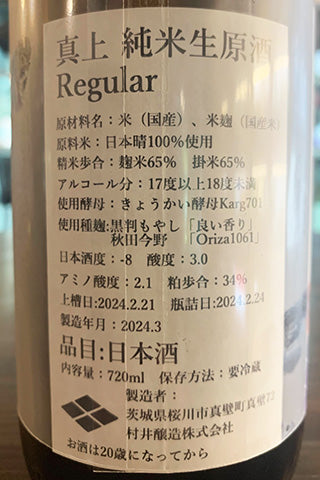 真上 純米生原酒
Regular
原材料名：米（国産）、米麹（国産米）
原料米：日本晴100%使用
精米歩合：麹米65%　掛米65%
アルコール分：17度以上18度未満
使用酵母：きょうかい酵母Karg701
使用種麹:黒判もやし「良い香り」
秋田今野　「Oriza1061」
日本酒度：-8　酸度：3.0
アミノ酸度：2.1　粕歩合：34%
上槽日:2024.2.21　瓶詰日:2024.2.24
製造年月：2024.3
品目:日本酒
内容量：720ml　保存方法：要冷蔵
製造者：
茨城県桜川市真壁町真壁72
村井醸造株式会社
お酒は20歳になってから